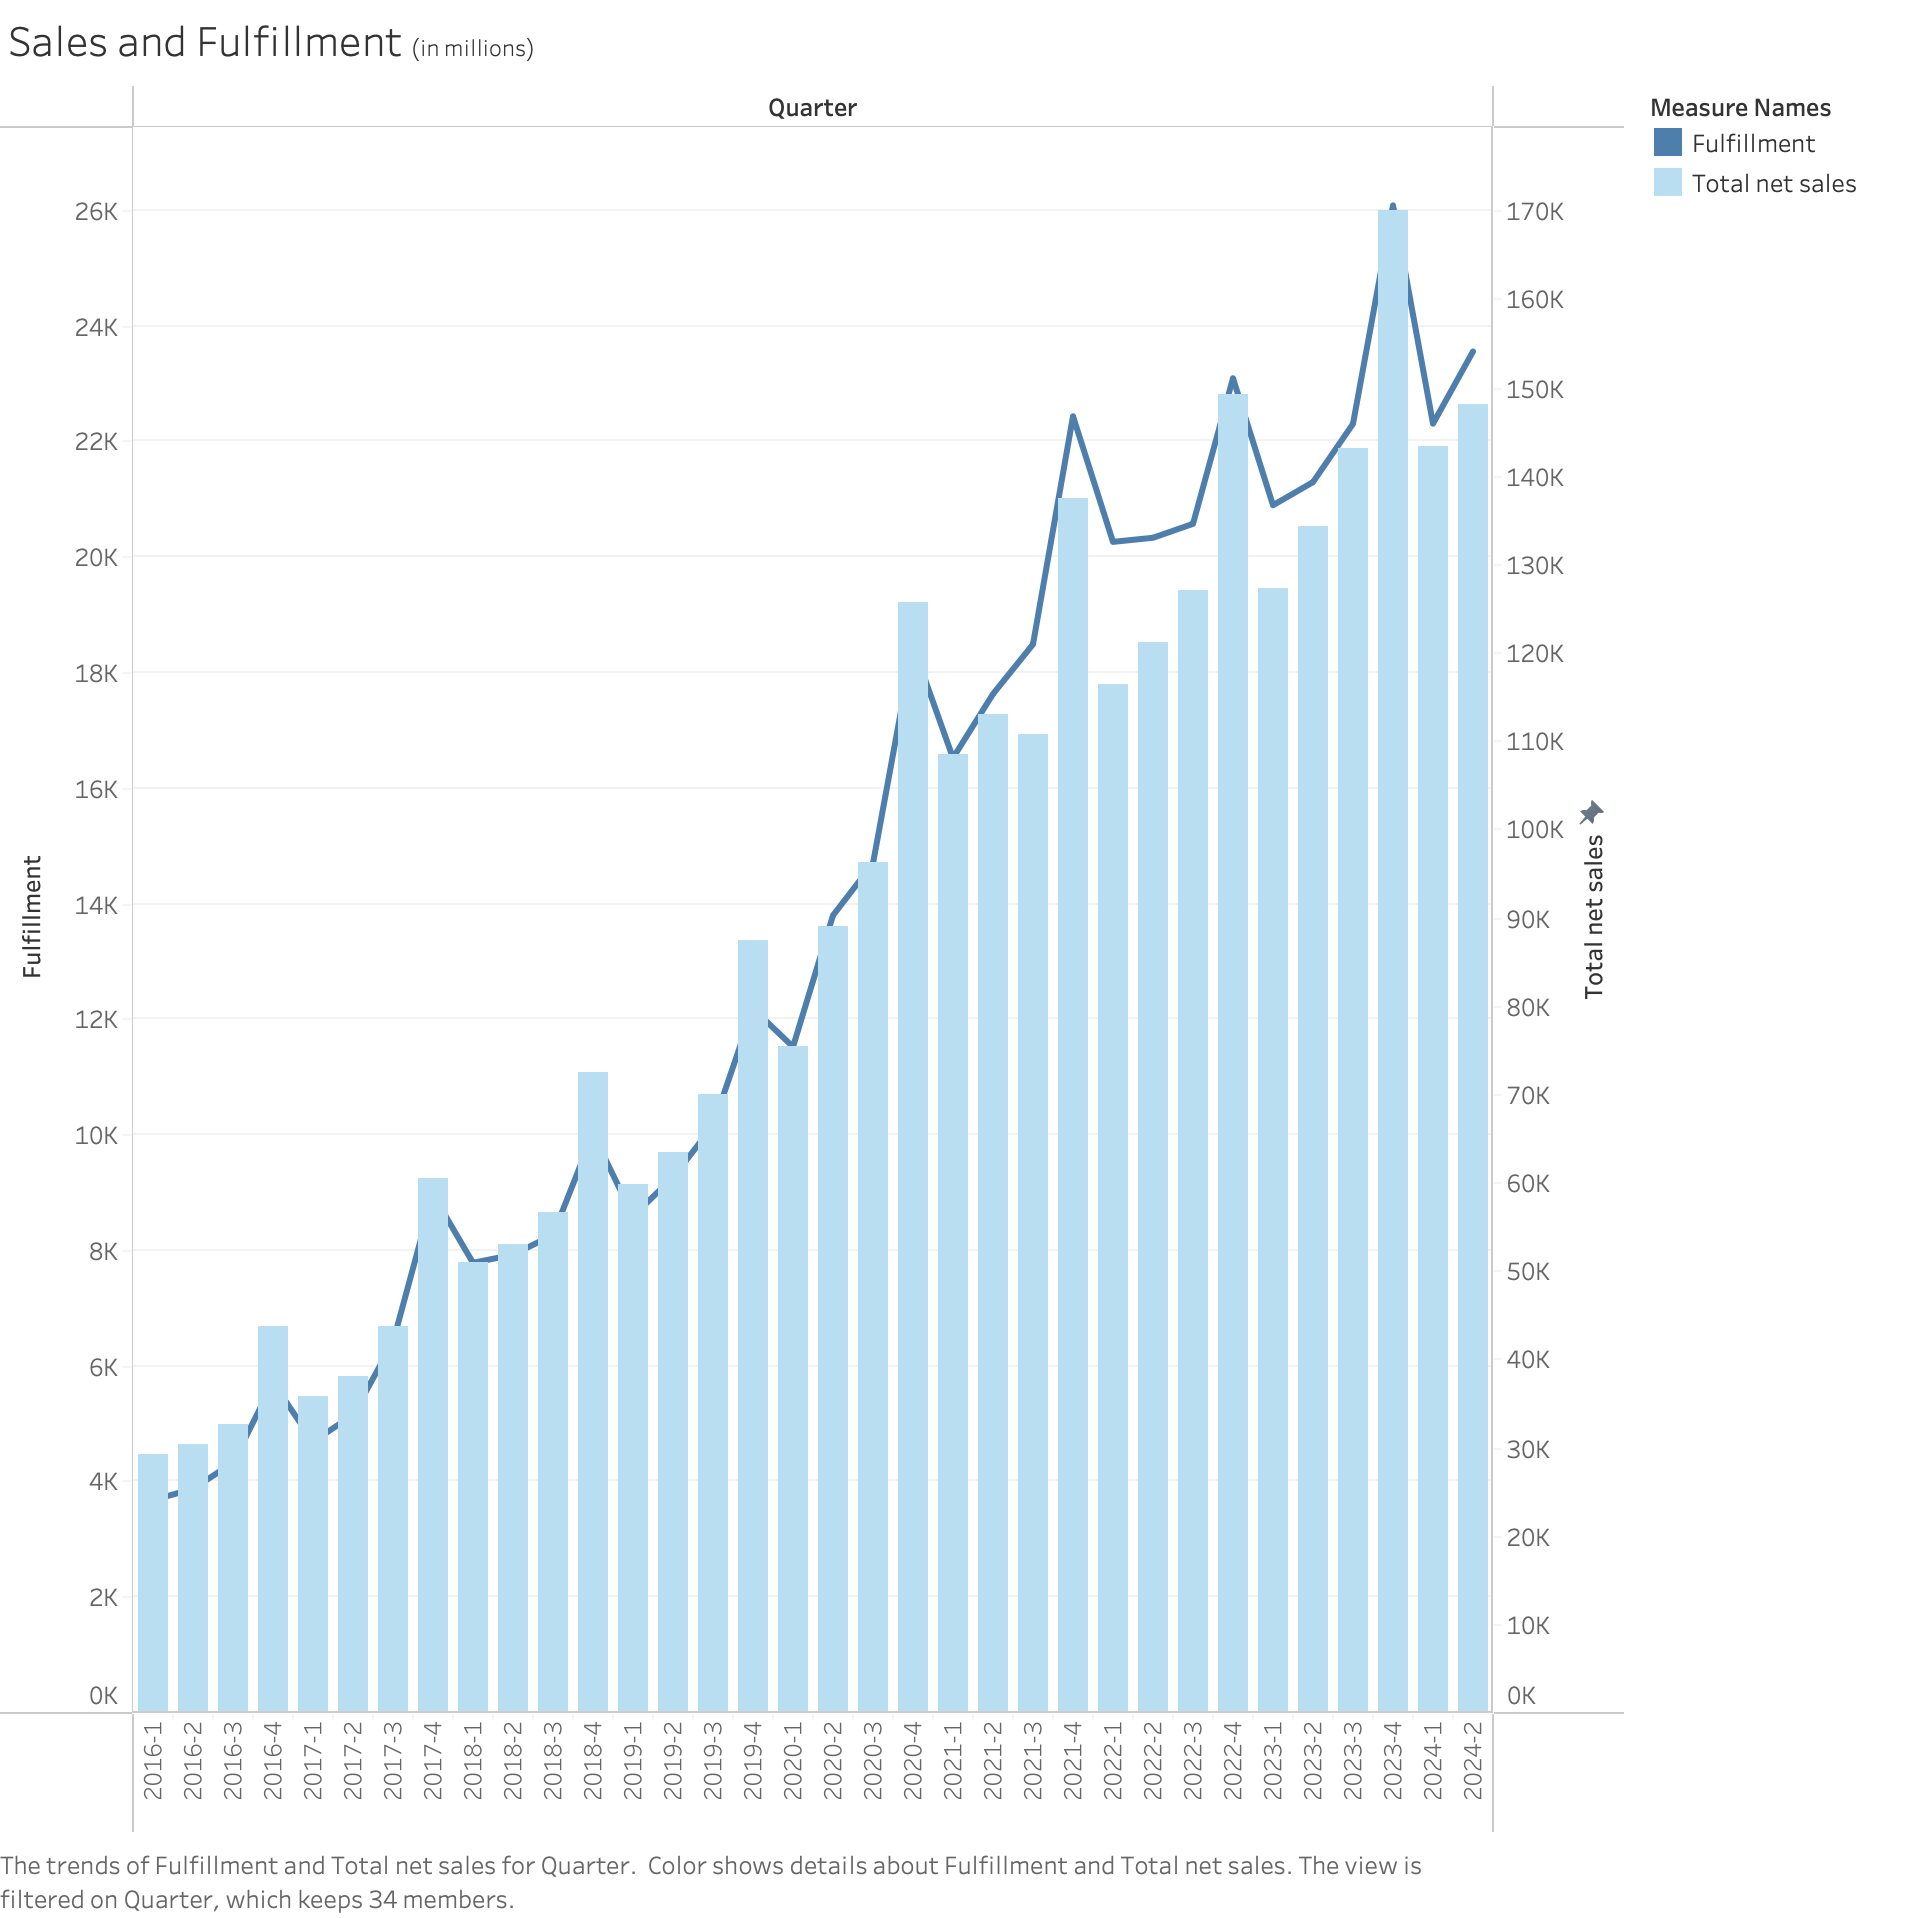 Sales and Fulfillment (in millions)
Quarter
Measure Names
Fulfillment
Total net sales
26K
24K
22K
20K
18K
16K
14K
12K
10K
8K
6K
4K
2K
0K
Fulfillment
170K
160K
150K
140K
130K
120K
110K
100K
90K
80K
70K
60K
50K
40K
30K
20K
10K
0K
Total net sales
2016-1
2016-2
2016-3
2016-4
2017-1
2017-2
2017-3
2017-4
2018-1
2018-2
2018-3
2018-4
2019-1
2019-2
2019-3
2019-4
2020-1
2020-2
2020-3
2020-4
2021-1
2021-2
2021-3
2021-4
2022-1
2022-2
2022-3
2022-4
2023-1
2023-2
2023-3
2023-4
2024-1
2024-2
The trends of Fulfillment and Total net sales for Quarter.  Color shows details about Fulfillment and Total net sales. The view is
filtered on Quarter, which keeps 34 members.